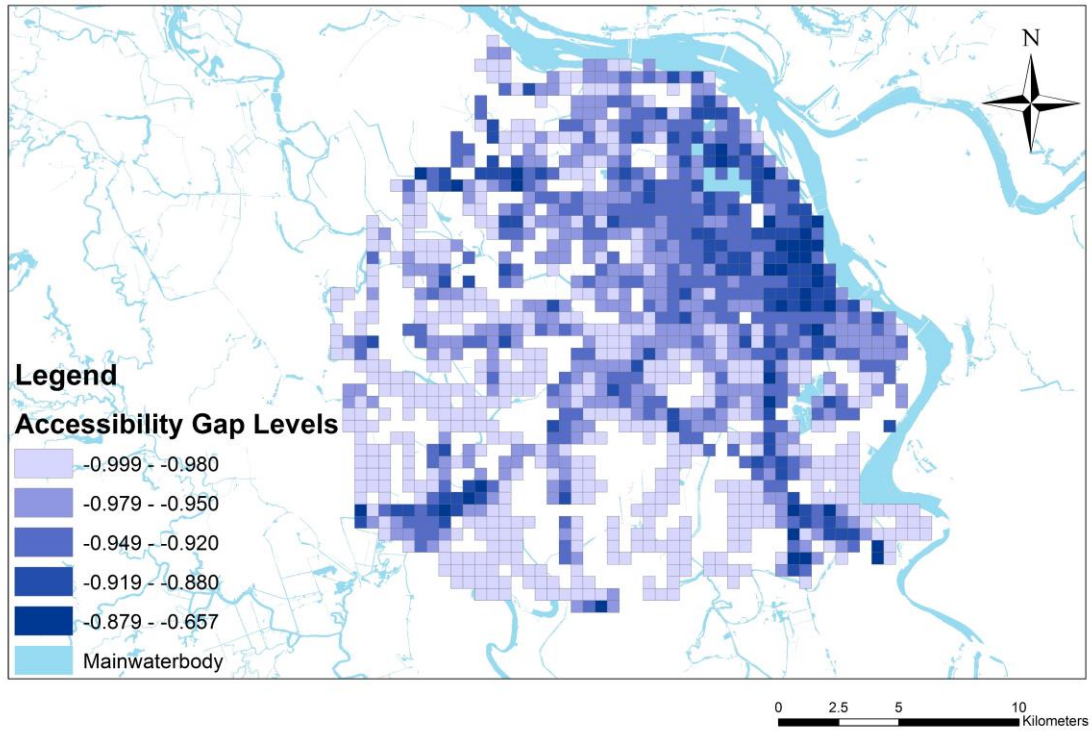 N
Legend
Accessibility Gap Levels
-0.999 - -0.980
-0.979 - -0.950
-0.949 - -0.920
-0.919 - -0.880
-0.879 - -0.657
Mainwaterbody
0 2.5 5 10
Kilometers